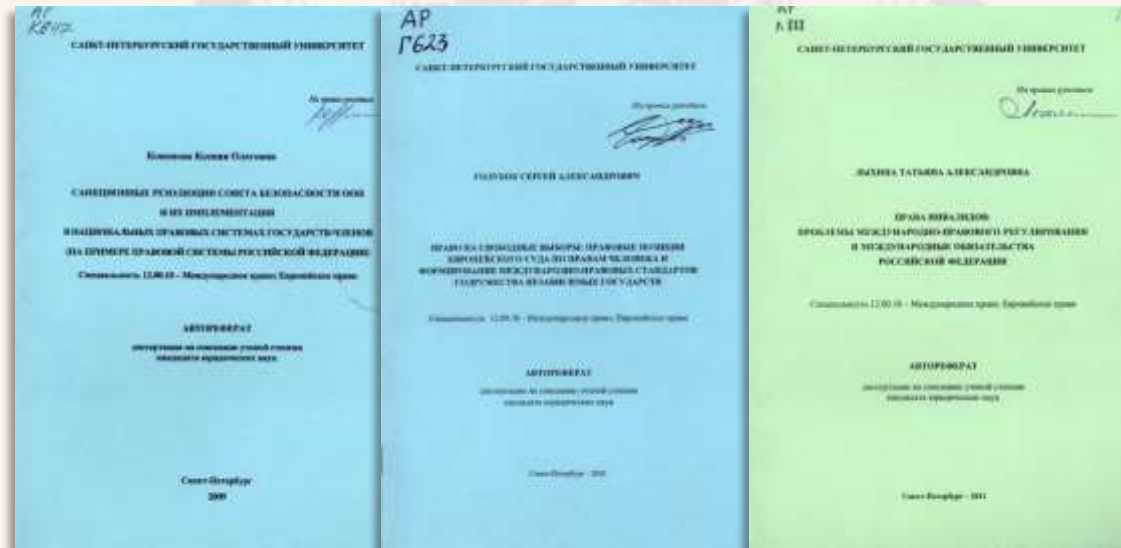 АР
К647
САНКТ-ПЕТЕРБУРГСКИЙ ГОСУДАРСТВЕННЫЙ УНИВЕРСИТЕТ
На правах рукописи
Ксения Олеговна
САНКЦИОННЫЕ РЕЗОЛЮЦИИ СОВЕТА БЕЗОПАСНОСТИ ООН
И ИХ ИМПЛЕМЕНТАЦИЯ
В НАЦИОНАЛЬНЫХ ПРАВОВЫХ СИСТЕМАХ ГОСУДАРСТВ-ЧЛЕНОВ
(НА ПРИМЕРЕ ПРАВОВОЙ СИСТЕМЫ РОССИЙСКОЙ ФЕДЕРАЦИИ)
Специальность 12.00.10 – Международное право; Европейское право
АВТОРЕФЕРАТ
диссертации на соискание ученой степени
кандидата юридических наук
Санкт-Петербург
2009
АР
Г623
САНКТ-ПЕТЕРБУРГСКИЙ ГОСУДАРСТВЕННЫЙ УНИВЕРСИТЕТ
На правах рукописи
ГОЛУБОК СЕРГЕЙ АЛЕКСАНДРОВИЧ
ПРАВО НА СВОБОДНЫЕ ВЫБОРЫ: ПРАВОВЫЕ ПОЗИЦИИ
ЕВРОПЕЙСКОГО СУДА ПО ПРАВАМ ЧЕЛОВЕКА И
ФОРМИРОВАНИЕ МЕЖДУНАРОДНО-ПРАВОВЫХ СТАНДАРТОВ
СОДРУЖЕСТВА НЕЗАВИСИМЫХ ГОСУДАРСТВ
Специальность 12.00.10 – Международное право; Европейское право
АВТОРЕФЕРАТ
диссертации на соискание ученой степени
кандидата юридических наук
Санкт-Петербург –
АР
САНКТ-ПЕТЕРБУРГСКИЙ ГОСУДАРСТВЕННЫЙ УНИВЕРСИТЕТ
На правах рукописи
ЛЫХИНА ТАТЬЯНА АЛЕКСАНДРОВНА
ПРАВА ИНВАЛИДОВ:
ПРОБЛЕМЫ МЕЖДУНАРОДНО-ПРАВОВОГО РЕГУЛИРОВАНИЯ
И МЕЖДУНАРОДНЫЕ ОБЯЗАТЕЛЬСТВА
РОССИЙСКОЙ ФЕДЕРАЦИИ
Специальность 12.00.10 – Международное право; Европейское право
АВТОРЕФЕРАТ
диссертации на соискание ученой степени
кандидата юридических наук
Санкт-Петербург – 2011